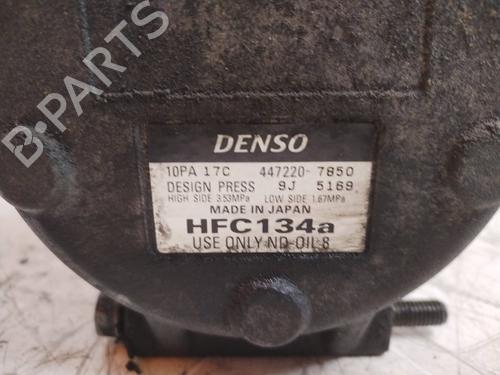 B-PARTS
DENSO
10PA 17C 447220- 7850
DESIGN PRESS 9J 5169
HIGH SIDE 3.53MPa LOW SIDE 1.67MPa
MADE IN JAPAN
HFC134a
USE ONLY ND-OIL 8